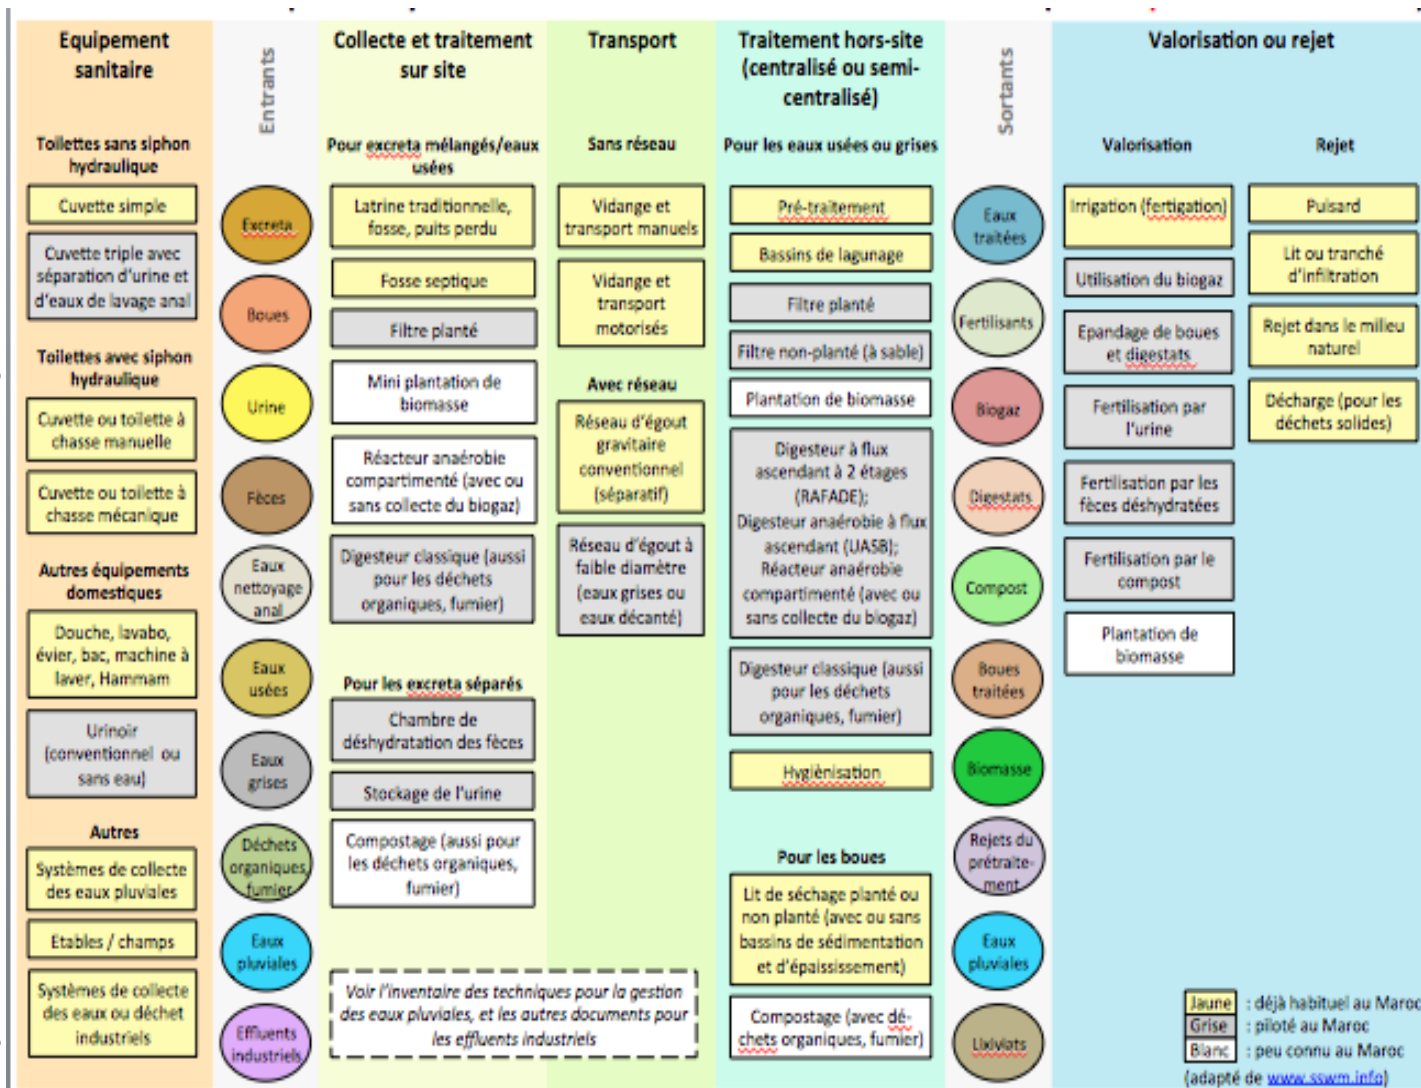 Equipement
sanitaire
Toilettes sans siphon
hydraulique
Cuvette simple
Cuvette triple avec
séparation d'urine et
d'eaux de lavage anal
Toilettes avec siphon
hydraulique
Cuvette ou toilette à
chasse manuelle
Cuvette ou toilette à
chasse mécanique
Autres équipements
domestiques
Douche, lavabo,
évier, bac, machine à
laver, Hammam
Urinoir
(conventionnel ou
sans eau)
Autres
Systèmes de collecte
des eaux pluviales
Etables / champs
Systèmes de collecte
des eaux ou déchet
industriels
Entrants
Excreta
Boues
Urine
Fèces
Eaux
nettoyage
anal
Eaux
usées
Eaux
grises
Déchets
organiques,
fumier
Eaux
pluviales
Effluents
industriels
Collecte et traitement
sur site
Pour excreta mélangés/eaux
usées
Latrine traditionnelle,
fosse, puits perdu
Fosse septique
Filtre planté
Mini plantation de
biomasse
Réacteur anaérobie
compartimenté (avec ou
sans collecte du biogaz)
Digesteur classique (aussi
pour les déchets
organiques, fumier)
Pour les excreta séparés
Chambre de
déshydratation des fèces
Stockage de l'urine
Compostage (aussi pour
les déchets organiques,
fumier)
Transport
Sans réseau
Vidange et
transport manuels
Vidange et
transport
motorisés
Avec réseau
Réseau d'égout
gravitaire
conventionnel
(séparatif)
Réseau d'égout à
faible diamètre
(eaux grises ou
eaux décanté)
Voir l'inventaire des techniques pour la gestion
des eaux pluviales, et les autres documents pour
les effluents industriels
Traitement hors-site
(centralisé ou semi-
centralisé)
Pour les eaux usées ou grises
Pré-traitement
Bassins de lagunage
Filtre planté
Filtre non-planté (à sable)
Plantation de biomasse
Digesteur à flux
ascendant à 2 étages
(RAFADE);
Digesteur anaérobie à flux
ascendant (UASB);
Réacteur anaérobie
compartimenté (avec ou
sans collecte du biogaz)
Digesteur classique (aussi
pour les déchets
organiques, fumier)
Hygiènisation
Pour les boues
Lit de séchage planté ou
non planté (avec ou sans
bassins de sédimentation
et d'épaississement)
Compostage (avec dé-
chets organiques, fumier)
Sortants
Eaux
traitées
Fertilisants
Biogaz
Digestats
Compost
Boues
traitées
Biomasse
Rejets du
prétraite-
ment
Eaux
pluviales
Lixiviats
Valorisation ou rejet
Valorisation
Irrigation (fertigation)
Utilisation du biogaz
Epandage de boues
et digestats
Fertilisation par
l'urine
Fertilisation par les
fèces déshydratées
Fertilisation par le
compost
Plantation de
biomasse
Rejet
Puisard
Lit ou tranché
d'infiltration
Rejet dans le milieu
naturel
Décharge (pour les
déchets solides)
Jaune : déjà habituel au Maroc
Grise : piloté au Maroc
Blanc : peu connu au Maroc
(adapté de www.sswm.info)